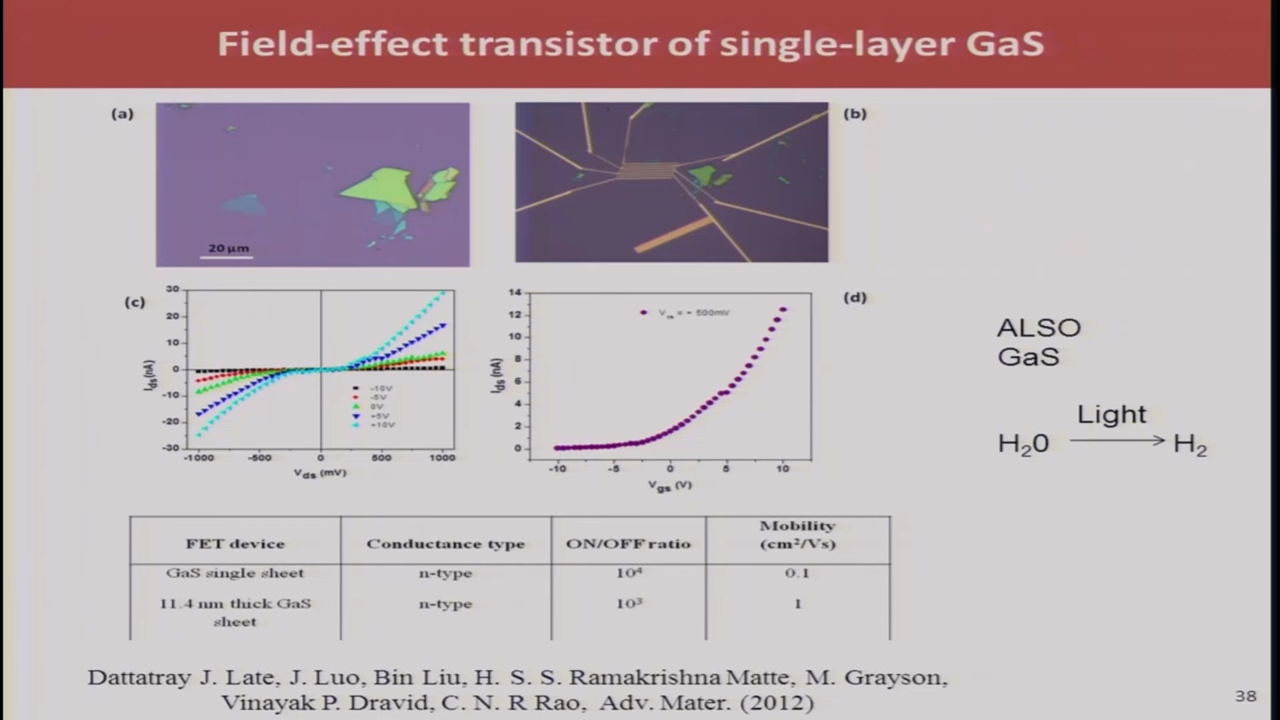 Field-effect transistor of single-layer GaS
(a)
(b)
20 µm
(c)
30
20
10
0
-10
-20
-30
I_ds (nA)
-1000
-500
0
500
1000
V_ds (mV)
-10V
-5V
0V
+5V
+10V
(d)
14
12
10
8
6
4
2
0
I_ds (nA)
-10
-5
0
5
10
V_gs (V)
ALSO
GaS
Light
H₂0 → H₂
FET device Conductance type ON/OFF ratio Mobility (cm²/Vs)
GaS single sheet n-type 10⁴ 0.1
11.4 nm thick GaS sheet n-type 10³ 1
Dattatray J. Late, J. Luo, Bin Liu, H. S. S. Ramakrishna Matte, M. Grayson,
Vinayak P. Dravid, C. N. R Rao, Adv. Mater. (2012)
38